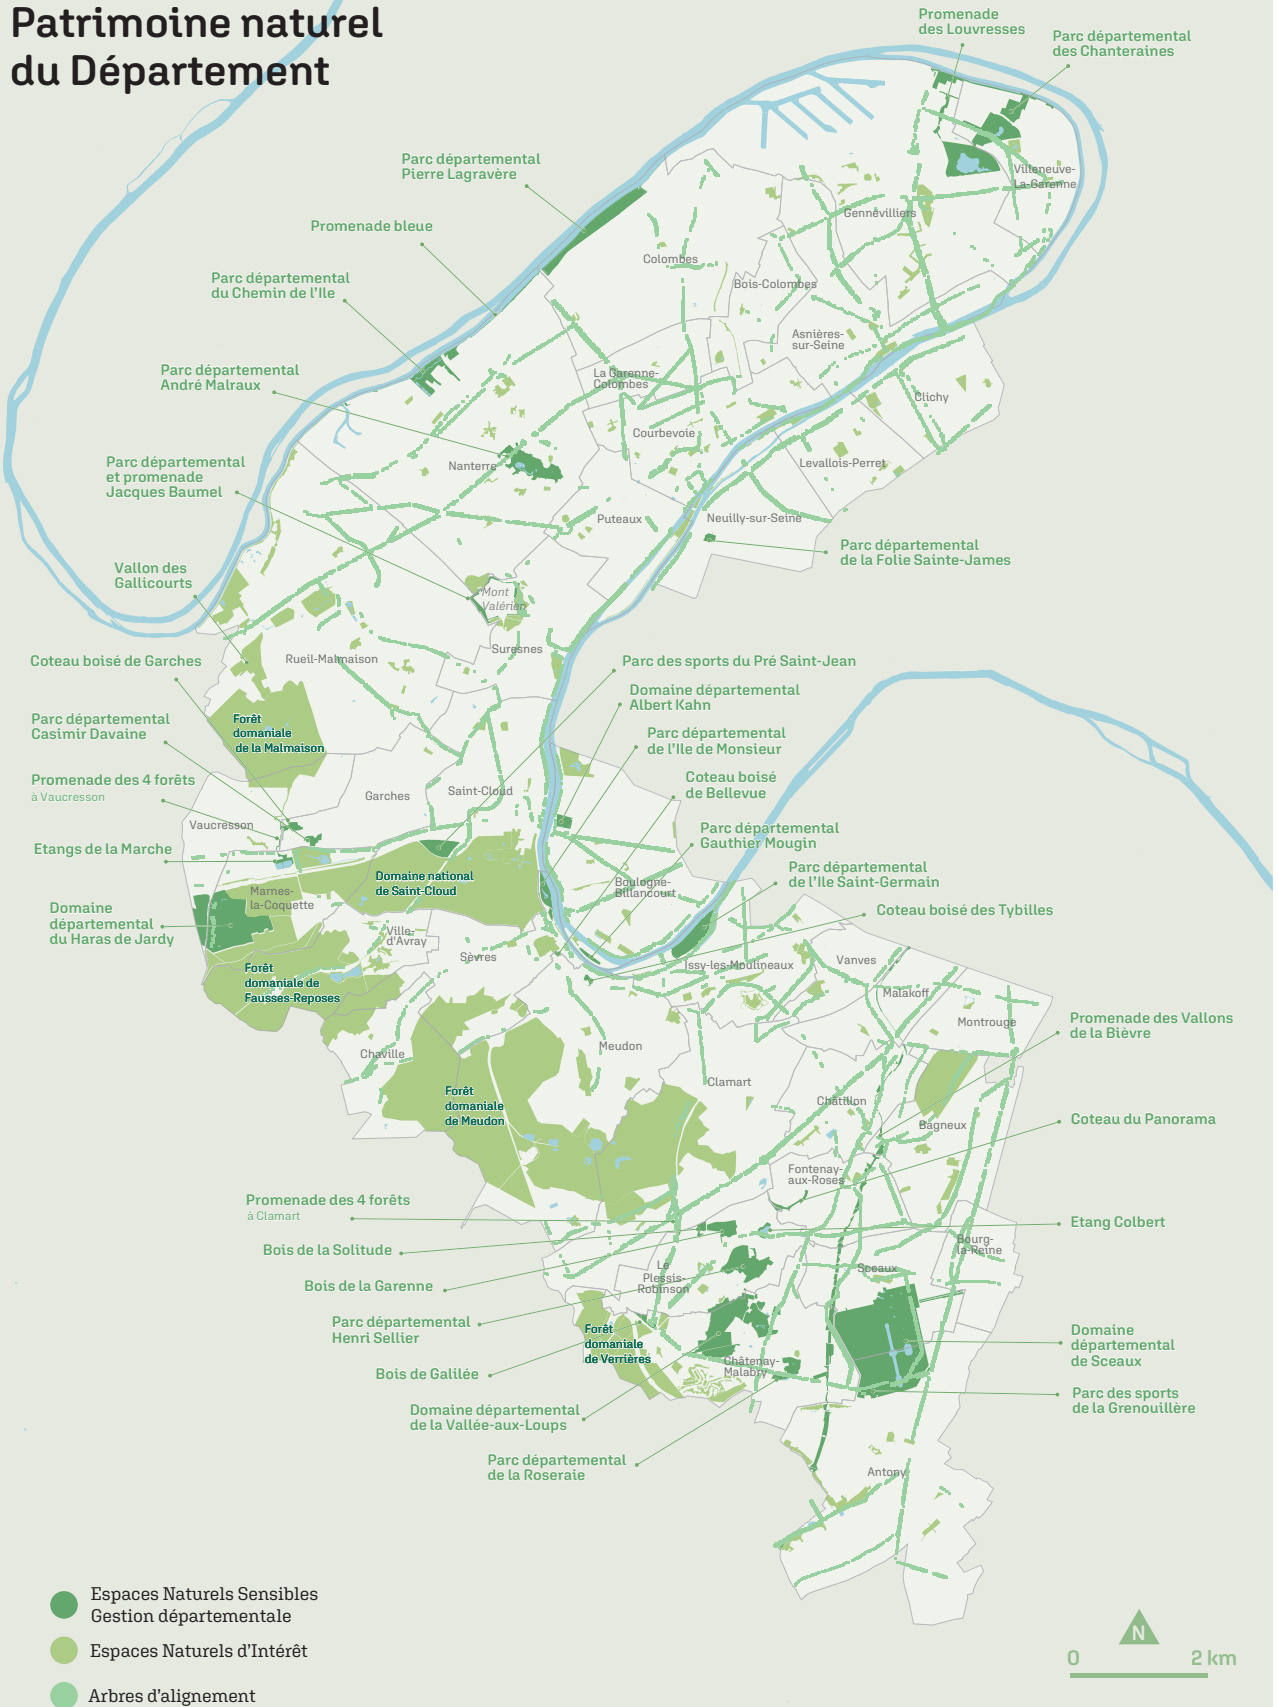 Patrimoine naturel
du Département
Promenade
des Louvresses
Parc départemental
des Chanteraines
Parc départemental
Pierre Lagravère
Promenade bleue
Parc départemental
du Chemin de l'Ile
Parc départemental
André Malraux
Parc départemental
et promenade
Jacques Baumel
Vallon des
Gallicourts
Coteau boisé de Garches
Parc départemental
Casimir Davaine
Promenade des 4 forêts
à Vaucresson
Etangs de la Marche
Domaine
départemental
du Haras de Jardy
Villeneuve-
La-Garenne
Gennevilliers
Colombes
Bois-Colombes
Asnières-
sur-Seine
La Garenne-
Colombes
Clichy
Courbevoie
Levallois-Perret
Nanterre
Puteaux
Neuilly-sur-Seine
Parc départemental
de la Folie Sainte-James
Mont
Valérien
Suresnes
Rueil-Malmaison
Parc des sports du Pré Saint-Jean
Domaine départemental
Albert Kahn
Parc départemental
de l'Ile de Monsieur
Coteau boisé
de Bellevue
Parc départemental
Gauthier Mougin
Parc départemental
de l'Ile Saint-Germain
Coteau boisé des Tybilles
Forêt
domaniale
de la Malmaison
Garches
Saint-Cloud
Vaucresson
Domaine national
de Saint-Cloud
Marnes-
la-Coquette
Boulogne-
Billancourt
Ville-
d'Avray
Sèvres
Forêt
domaniale de
Fausses-Reposes
Issy-les-Moulineaux
Vanves
Malakoff
Montrouge
Chaville
Meudon
Clamart
Châtillon
Bagneux
Forêt
domaniale
de Meudon
Fontenay-
aux-Roses
Promenade des Vallons
de la Bièvre
Coteau du Panorama
Etang Colbert
Bourg-
la-Reine
Sceaux
Le
Plessis-
Robinson
Promenade des 4 forêts
à Clamart
Bois de la Solitude
Bois de la Garenne
Parc départemental
Henri Sellier
Bois de Galilée
Domaine départemental
de la Vallée-aux-Loups
Parc départemental
de la Roseraie
Forêt
domaniale
de Verrières
Châtenay-
Malabry
Domaine
départemental
de Sceaux
Parc des sports
de la Grenouillère
Antony
Espaces Naturels Sensibles
Gestion départementale
Espaces Naturels d'Intérêt
Arbres d'alignement
N
0 2 km